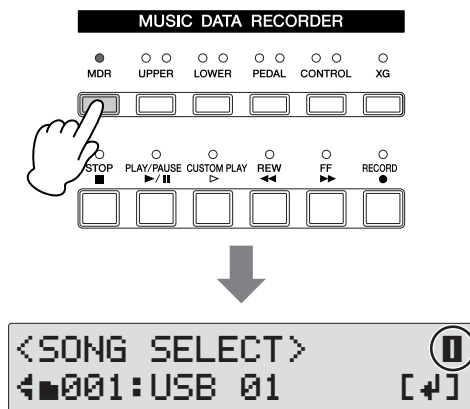 MUSIC DATA RECORDER
MDR UPPER LOWER PEDAL CONTROL XG
STOP PLAY/PAUSE CUSTOM PLAY REW FF RECORD
<SONG SELECT>
001:USB 01 [↲]